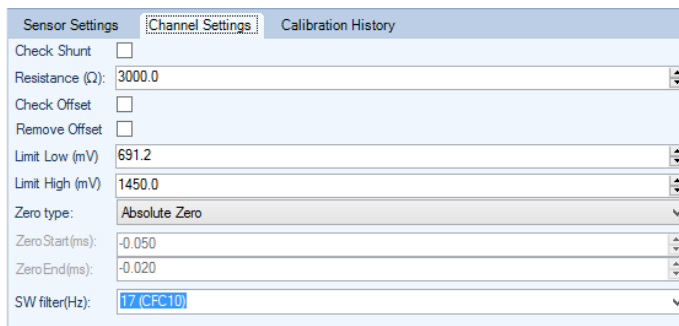 Sensor Settings Channel Settings Calibration History
Check Shunt
Resistance (Ω): 3000.0
Check Offset
Remove Offset
Limit Low (mV) 691.2
Limit High (mV) 1450.0
Zero type: Absolute Zero
ZeroStart(ms): -0.050
ZeroEnd(ms): -0.020
SW filter(Hz): 17 (CFC10)